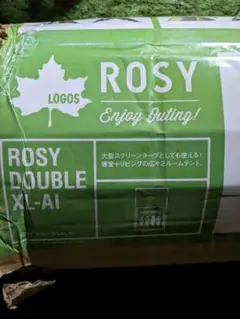 LOGOS
ROSY
Enjoy Outing!
ROSY
DOUBLE
XL-AI
大型スクリーンタープとしても使える!
寝室+リビングの広々2ルームテント。